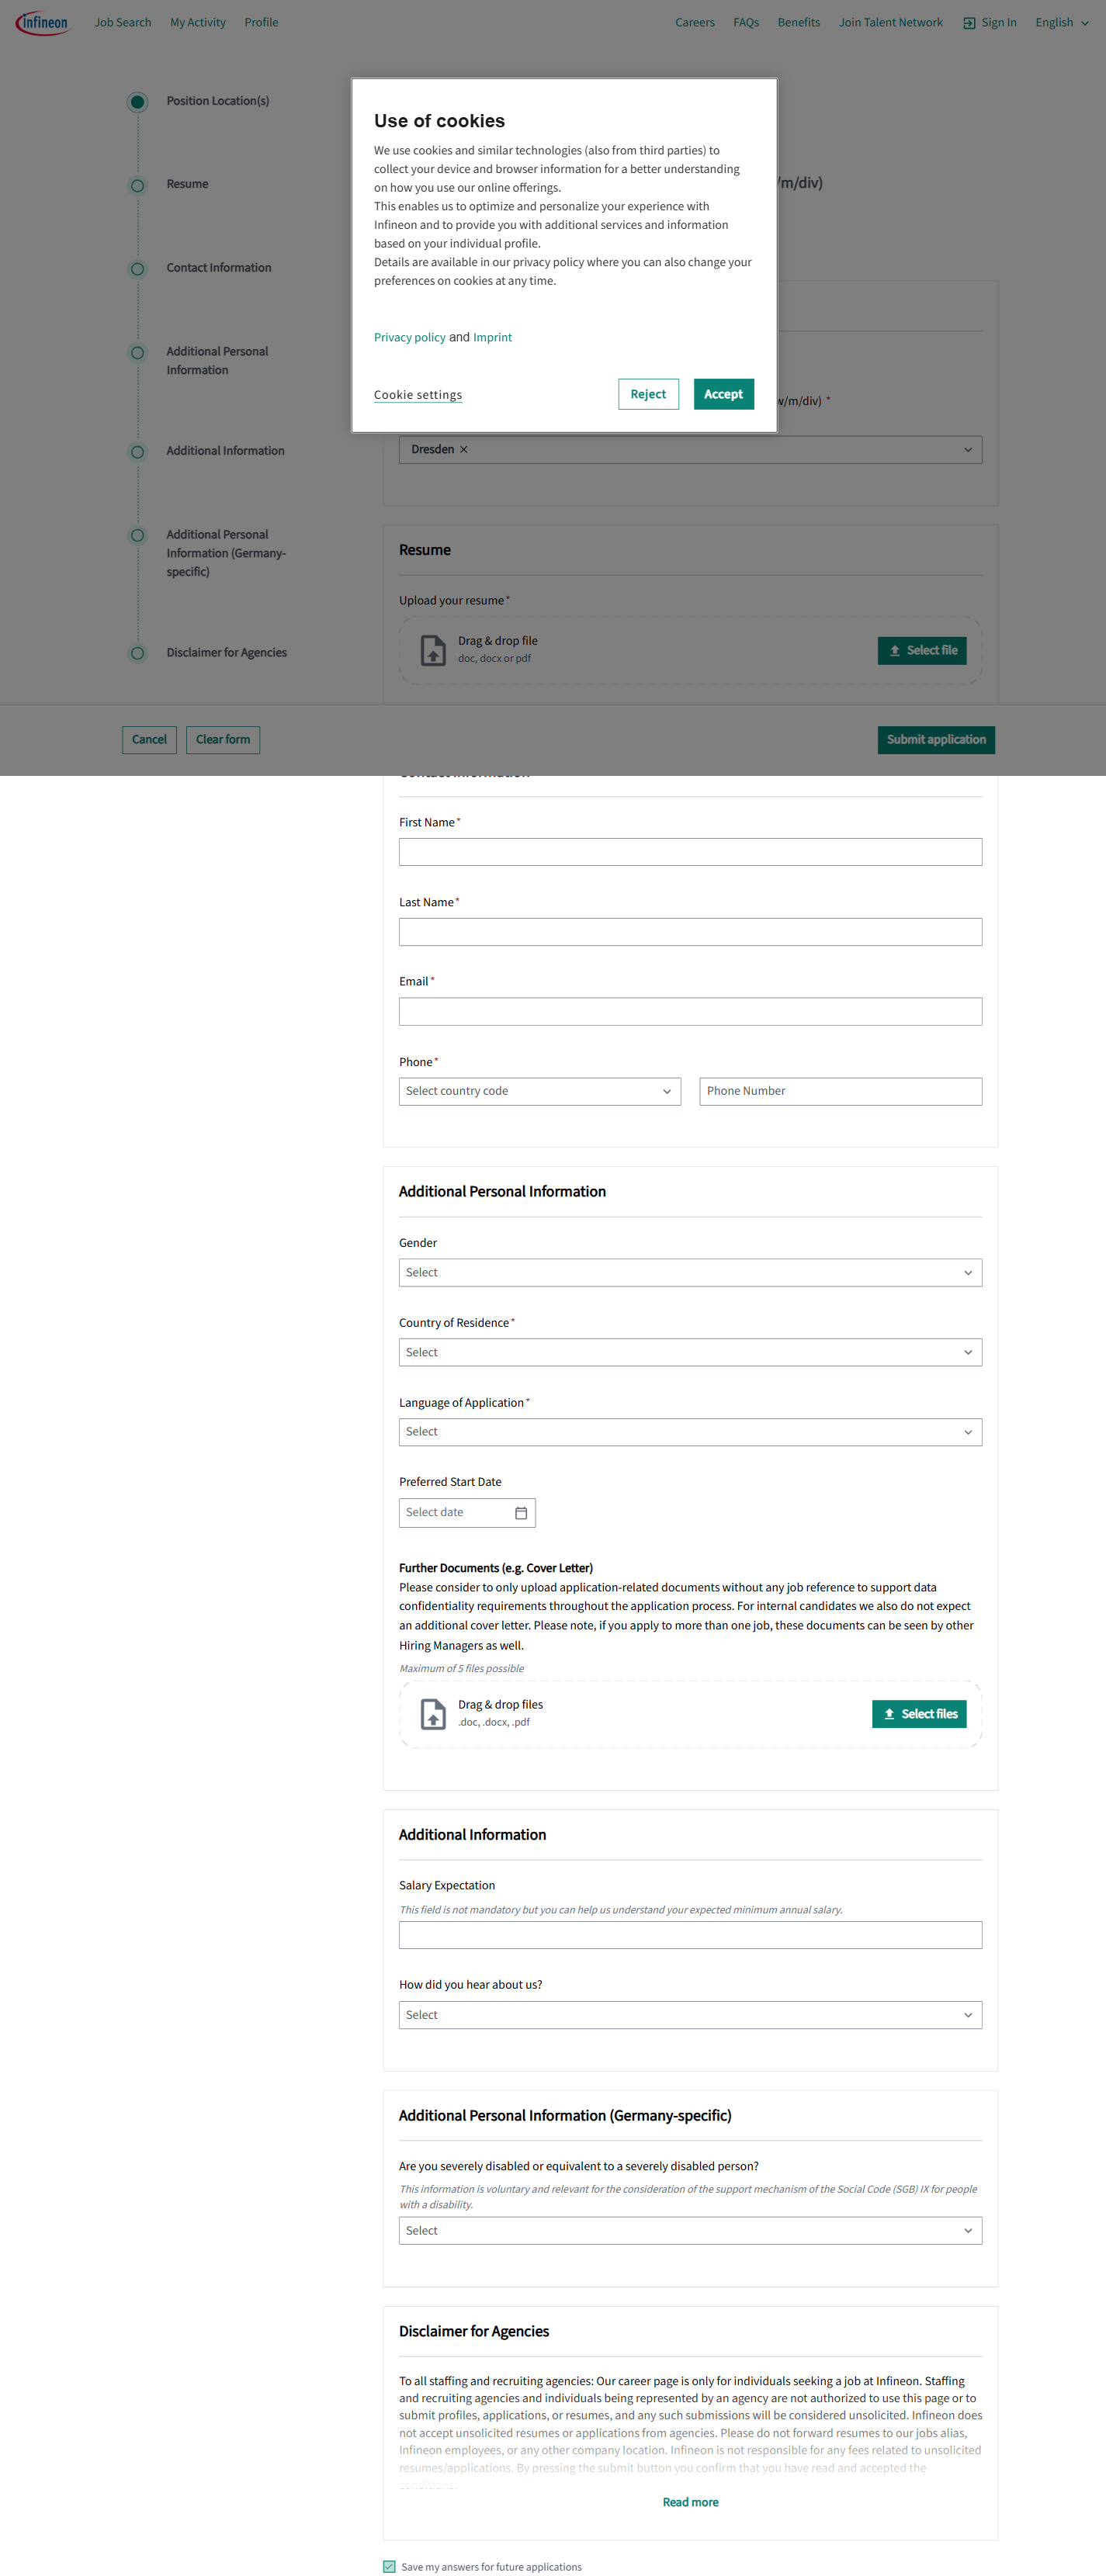 infineon
Job Search
My Activity
Profile
Careers
FAQs
Benefits
Join Talent Network
Sign In
English
Position Location(s)
Resume
Contact Information
Additional Personal
Information
Additional Information
Additional Personal
Information (Germany-
specific)
Disclaimer for Agencies
Use of cookies
We use cookies and similar technologies (also from third parties) to
collect your device and browser information for a better understanding
on how you use our online offerings.
This enables us to optimize and personalize your experience with
Infineon and to provide you with additional services and information
based on your individual profile.
Details are available in our privacy policy where you can also change your
preferences on cookies at any time.
Privacy policy and Imprint
Cookie settings
Reject
Accept
/m/div)
w/m/div) *
Dresden
Resume
Upload your resume*
Drag & drop file
doc, docx or pdf
Select file
Cancel
Clear form
Submit application
First Name*
Last Name*
Email*
Phone*
Select country code
Phone Number
Additional Personal Information
Gender
Select
Country of Residence*
Select
Language of Application*
Select
Preferred Start Date
Select date
Further Documents (e.g. Cover Letter)
Please consider to only upload application-related documents without any job reference to support data
confidentiality requirements throughout the application process. For internal candidates we also do not expect
an additional cover letter. Please note, if you apply to more than one job, these documents can be seen by other
Hiring Managers as well.
Maximum of 5 files possible
Drag & drop files
.doc, .docx, .pdf
Select files
Additional Information
Salary Expectation
This field is not mandatory but you can help us understand your expected minimum annual salary.
How did you hear about us?
Select
Additional Personal Information (Germany-specific)
Are you severely disabled or equivalent to a severely disabled person?
This information is voluntary and relevant for the consideration of the support mechanism of the Social Code (SGB) IX for people
with a disability.
Select
Disclaimer for Agencies
To all staffing and recruiting agencies: Our career page is only for individuals seeking a job at Infineon. Staffing
and recruiting agencies and individuals being represented by an agency are not authorized to use this page or to
submit profiles, applications, or resumes, and any such submissions will be considered unsolicited. Infineon does
not accept unsolicited resumes or applications from agencies. Please do not forward resumes to our jobs alias,
Infineon employees, or any other company location. Infineon is not responsible for any fees related to unsolicited
resumes/applications. By pressing the submit button you confirm that you have read and accepted the
Read more
Save my answers for future applications